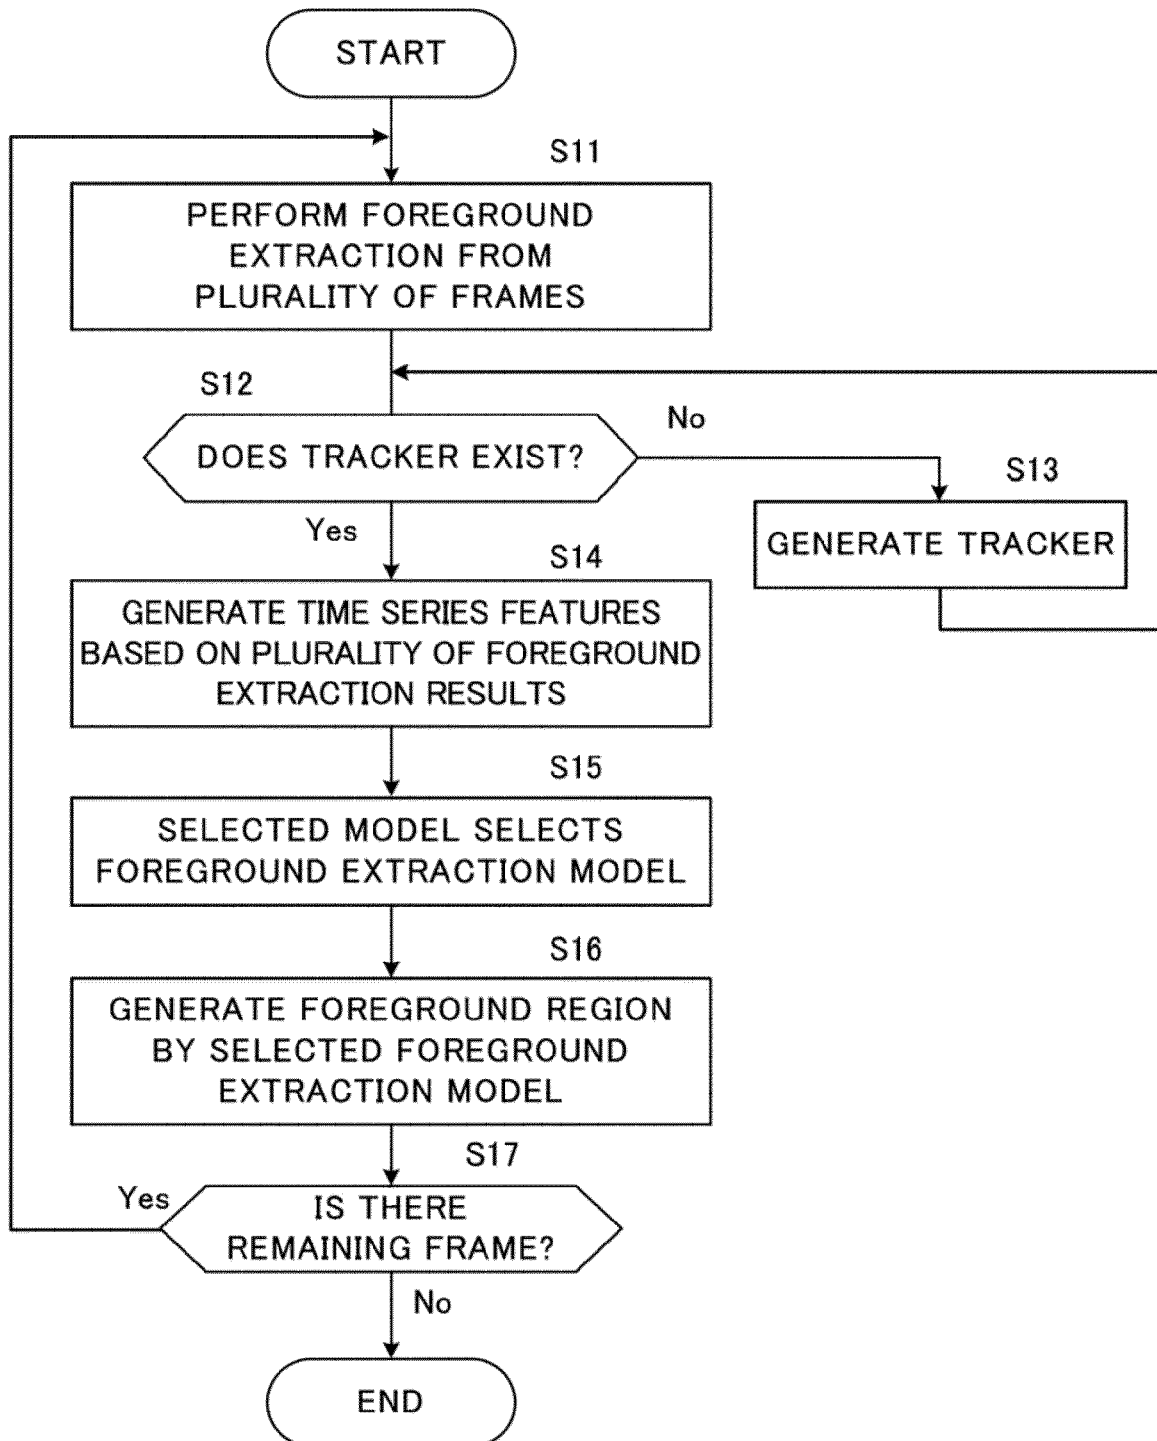 START
S11
PERFORM FOREGROUND
EXTRACTION FROM
PLURALITY OF FRAMES
S12
No
DOES TRACKER EXIST?
S13
GENERATE TRACKER
Yes
S14
GENERATE TIME SERIES FEATURES
BASED ON PLURALITY OF FOREGROUND
EXTRACTION RESULTS
S15
SELECTED MODEL SELECTS
FOREGROUND EXTRACTION MODEL
S16
GENERATE FOREGROUND REGION
BY SELECTED FOREGROUND
EXTRACTION MODEL
S17
Yes
IS THERE
REMAINING FRAME?
No
END